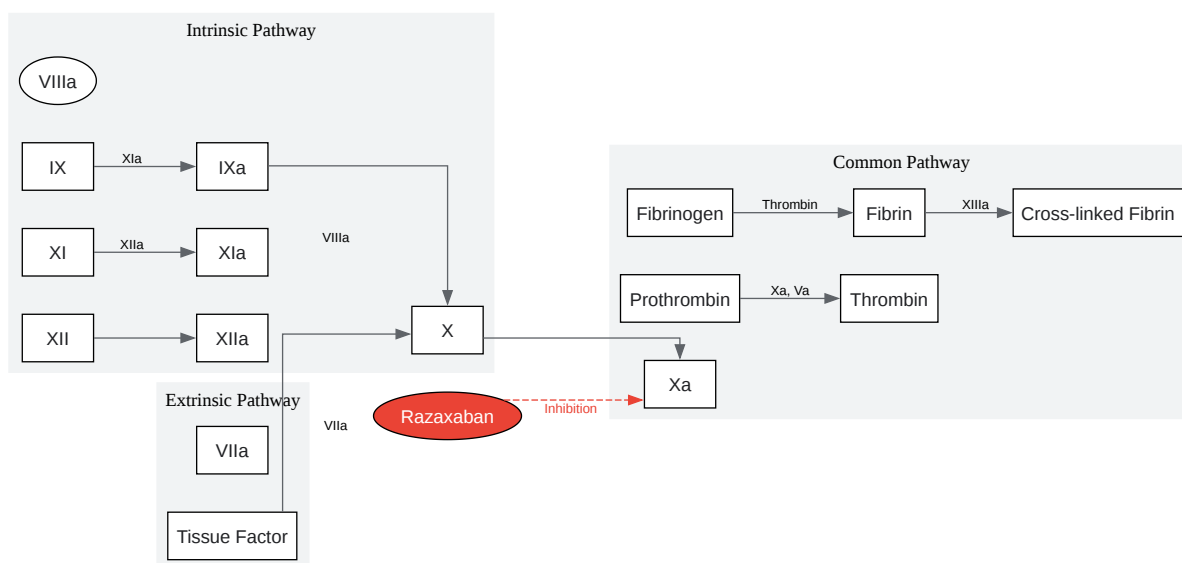 Intrinsic Pathway
VIIIa
IX
XIa
IXa
XI
XIIa
XIa
VIIIa
XII
XIIa
X
Extrinsic Pathway
VIIa
Tissue Factor
VIIa
Razaxaban
Inhibition
Common Pathway
Fibrinogen
Thrombin
Fibrin
XIIIa
Cross-linked Fibrin
Prothrombin
Xa, Va
Thrombin
Xa